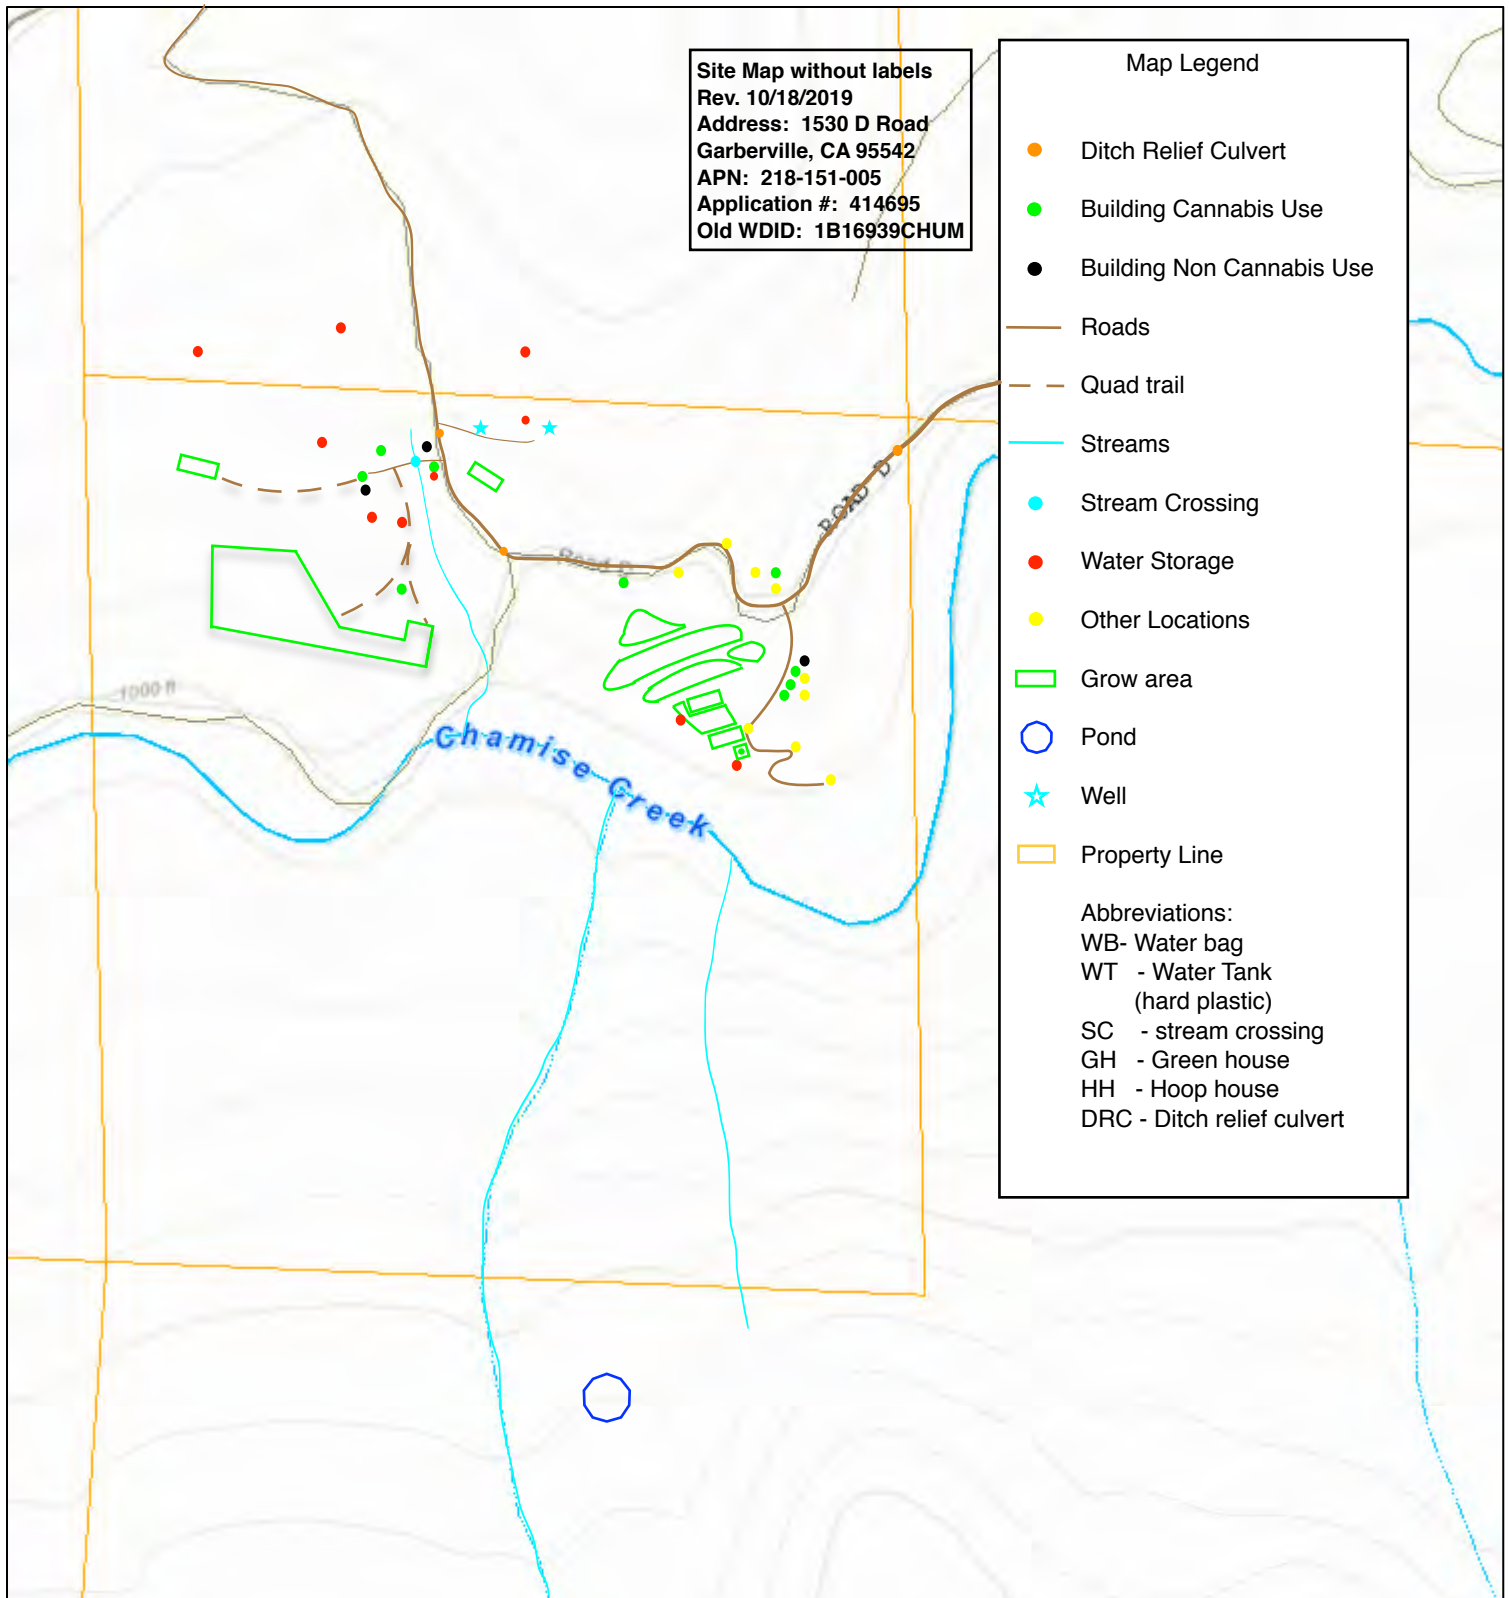 Site Map without labels
Rev. 10/18/2019
Address: 1530 D Road
Garberville, CA 95542
APN: 218-151-005
Application #: 414695
Old WDID: 1B16939CHUM
Map Legend
Ditch Relief Culvert
Building Cannabis Use
Building Non Cannabis Use
Roads
Quad trail
Streams
Stream Crossing
Water Storage
Other Locations
Grow area
Pond
Well
Property Line
Abbreviations:
WB- Water bag
WT - Water Tank
(hard plastic)
SC - stream crossing
GH - Green house
HH - Hoop house
DRC - Ditch relief culvert
ROAD D
Road D
1000 ft
Chamise Creek